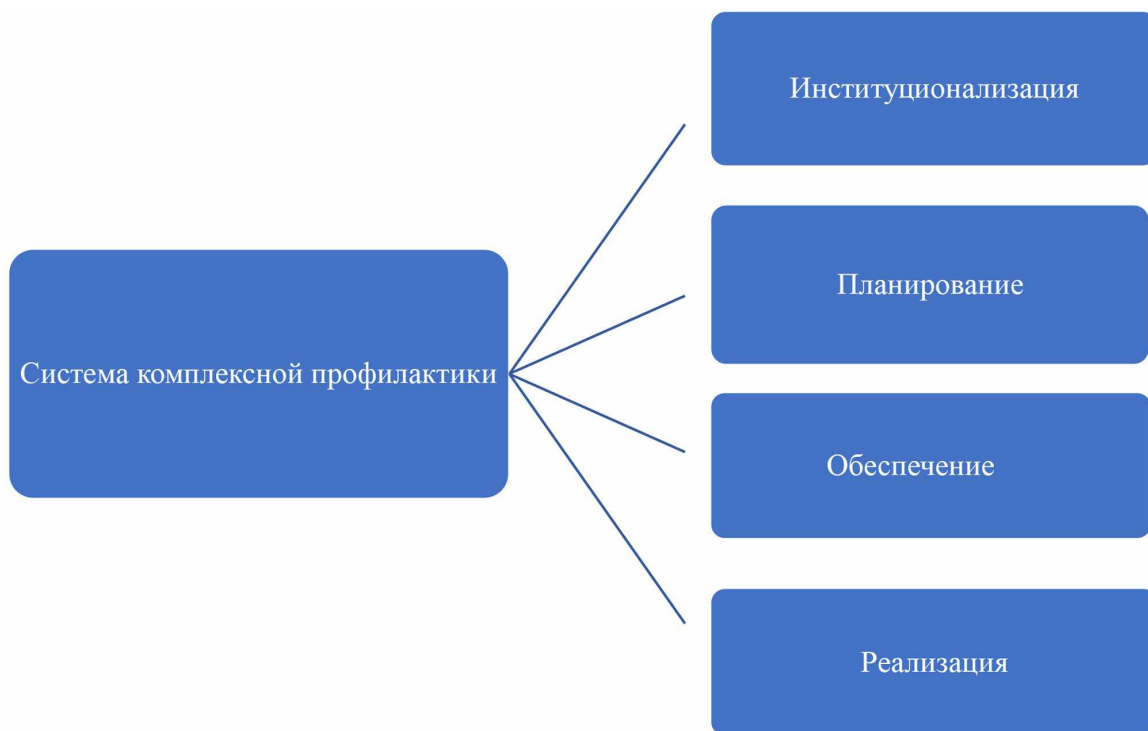 Институционализация
Планирование
Система комплексной профилактики
Обеспечение
Реализация